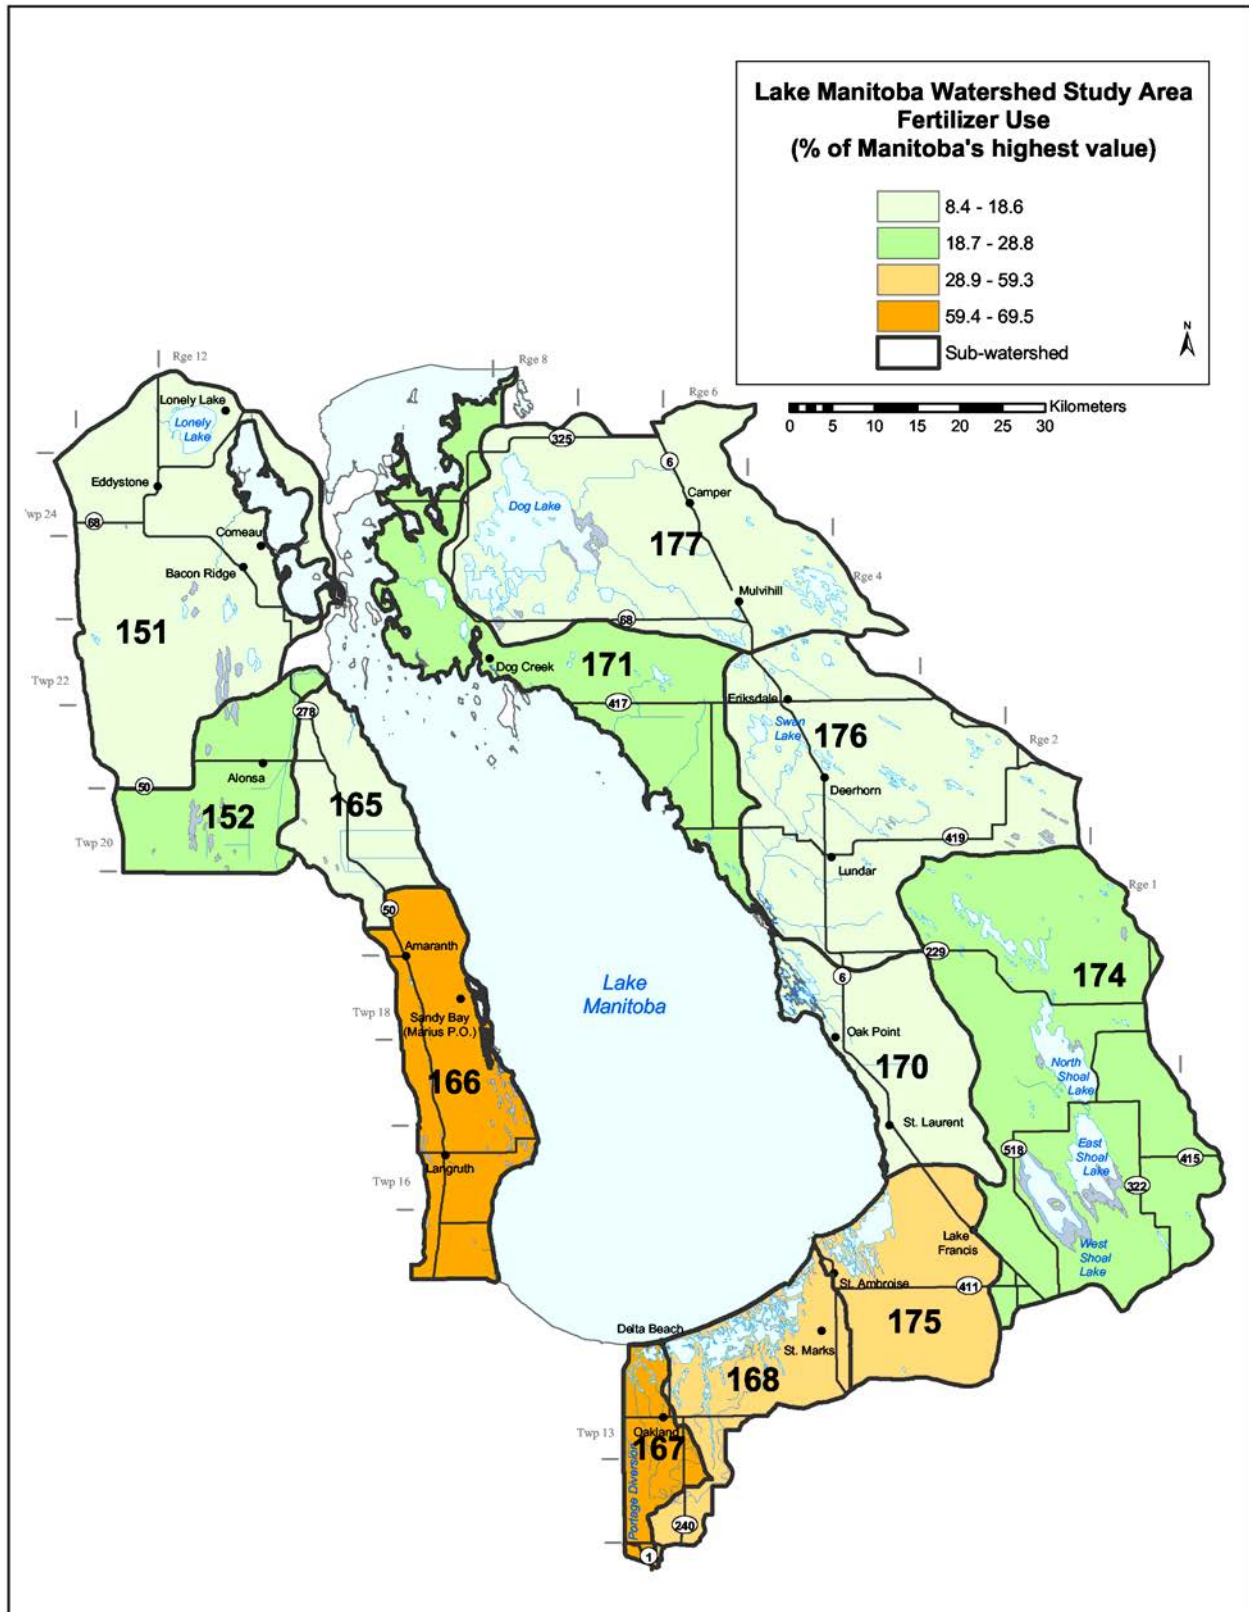 Lake Manitoba Watershed Study Area
Fertilizer Use
(% of Manitoba's highest value)
8.4 - 18.6
18.7 - 28.8
28.9 - 59.3
59.4 - 69.5
Sub-watershed
N
Kilometers
0 5 10 15 20 25 30
Rge 12
Rge 8
Rge 6
Lonely Lake
Lonely
Lake
325
6
Eddystone
Camper
Dog Lake
Twp 24
68
Comeau
177
Bacon Ridge
Rge 4
Mulvihill
151
68
171
Dog Creek
Twp 22
Eriksdale
417
278
Swan
Lake
176
Rge 2
Alonsa
Deerhorn
50
152
165
Twp 20
419
Lundar
Rge 1
50
Amaranth
229
174
6
Lake
Manitoba
Sandy Bay
(Marius P.O.)
Twp 18
Oak Point
170
North
Shoal
Lake
166
St. Laurent
East
Shoal
Lake
518
415
Langruth
322
Twp 16
Lake
Francis
West
Shoal
Lake
St. Ambroise
411
Delta Beach
175
St. Marks
168
Twp 13
Oakland
167
Portage Diversion
240
1